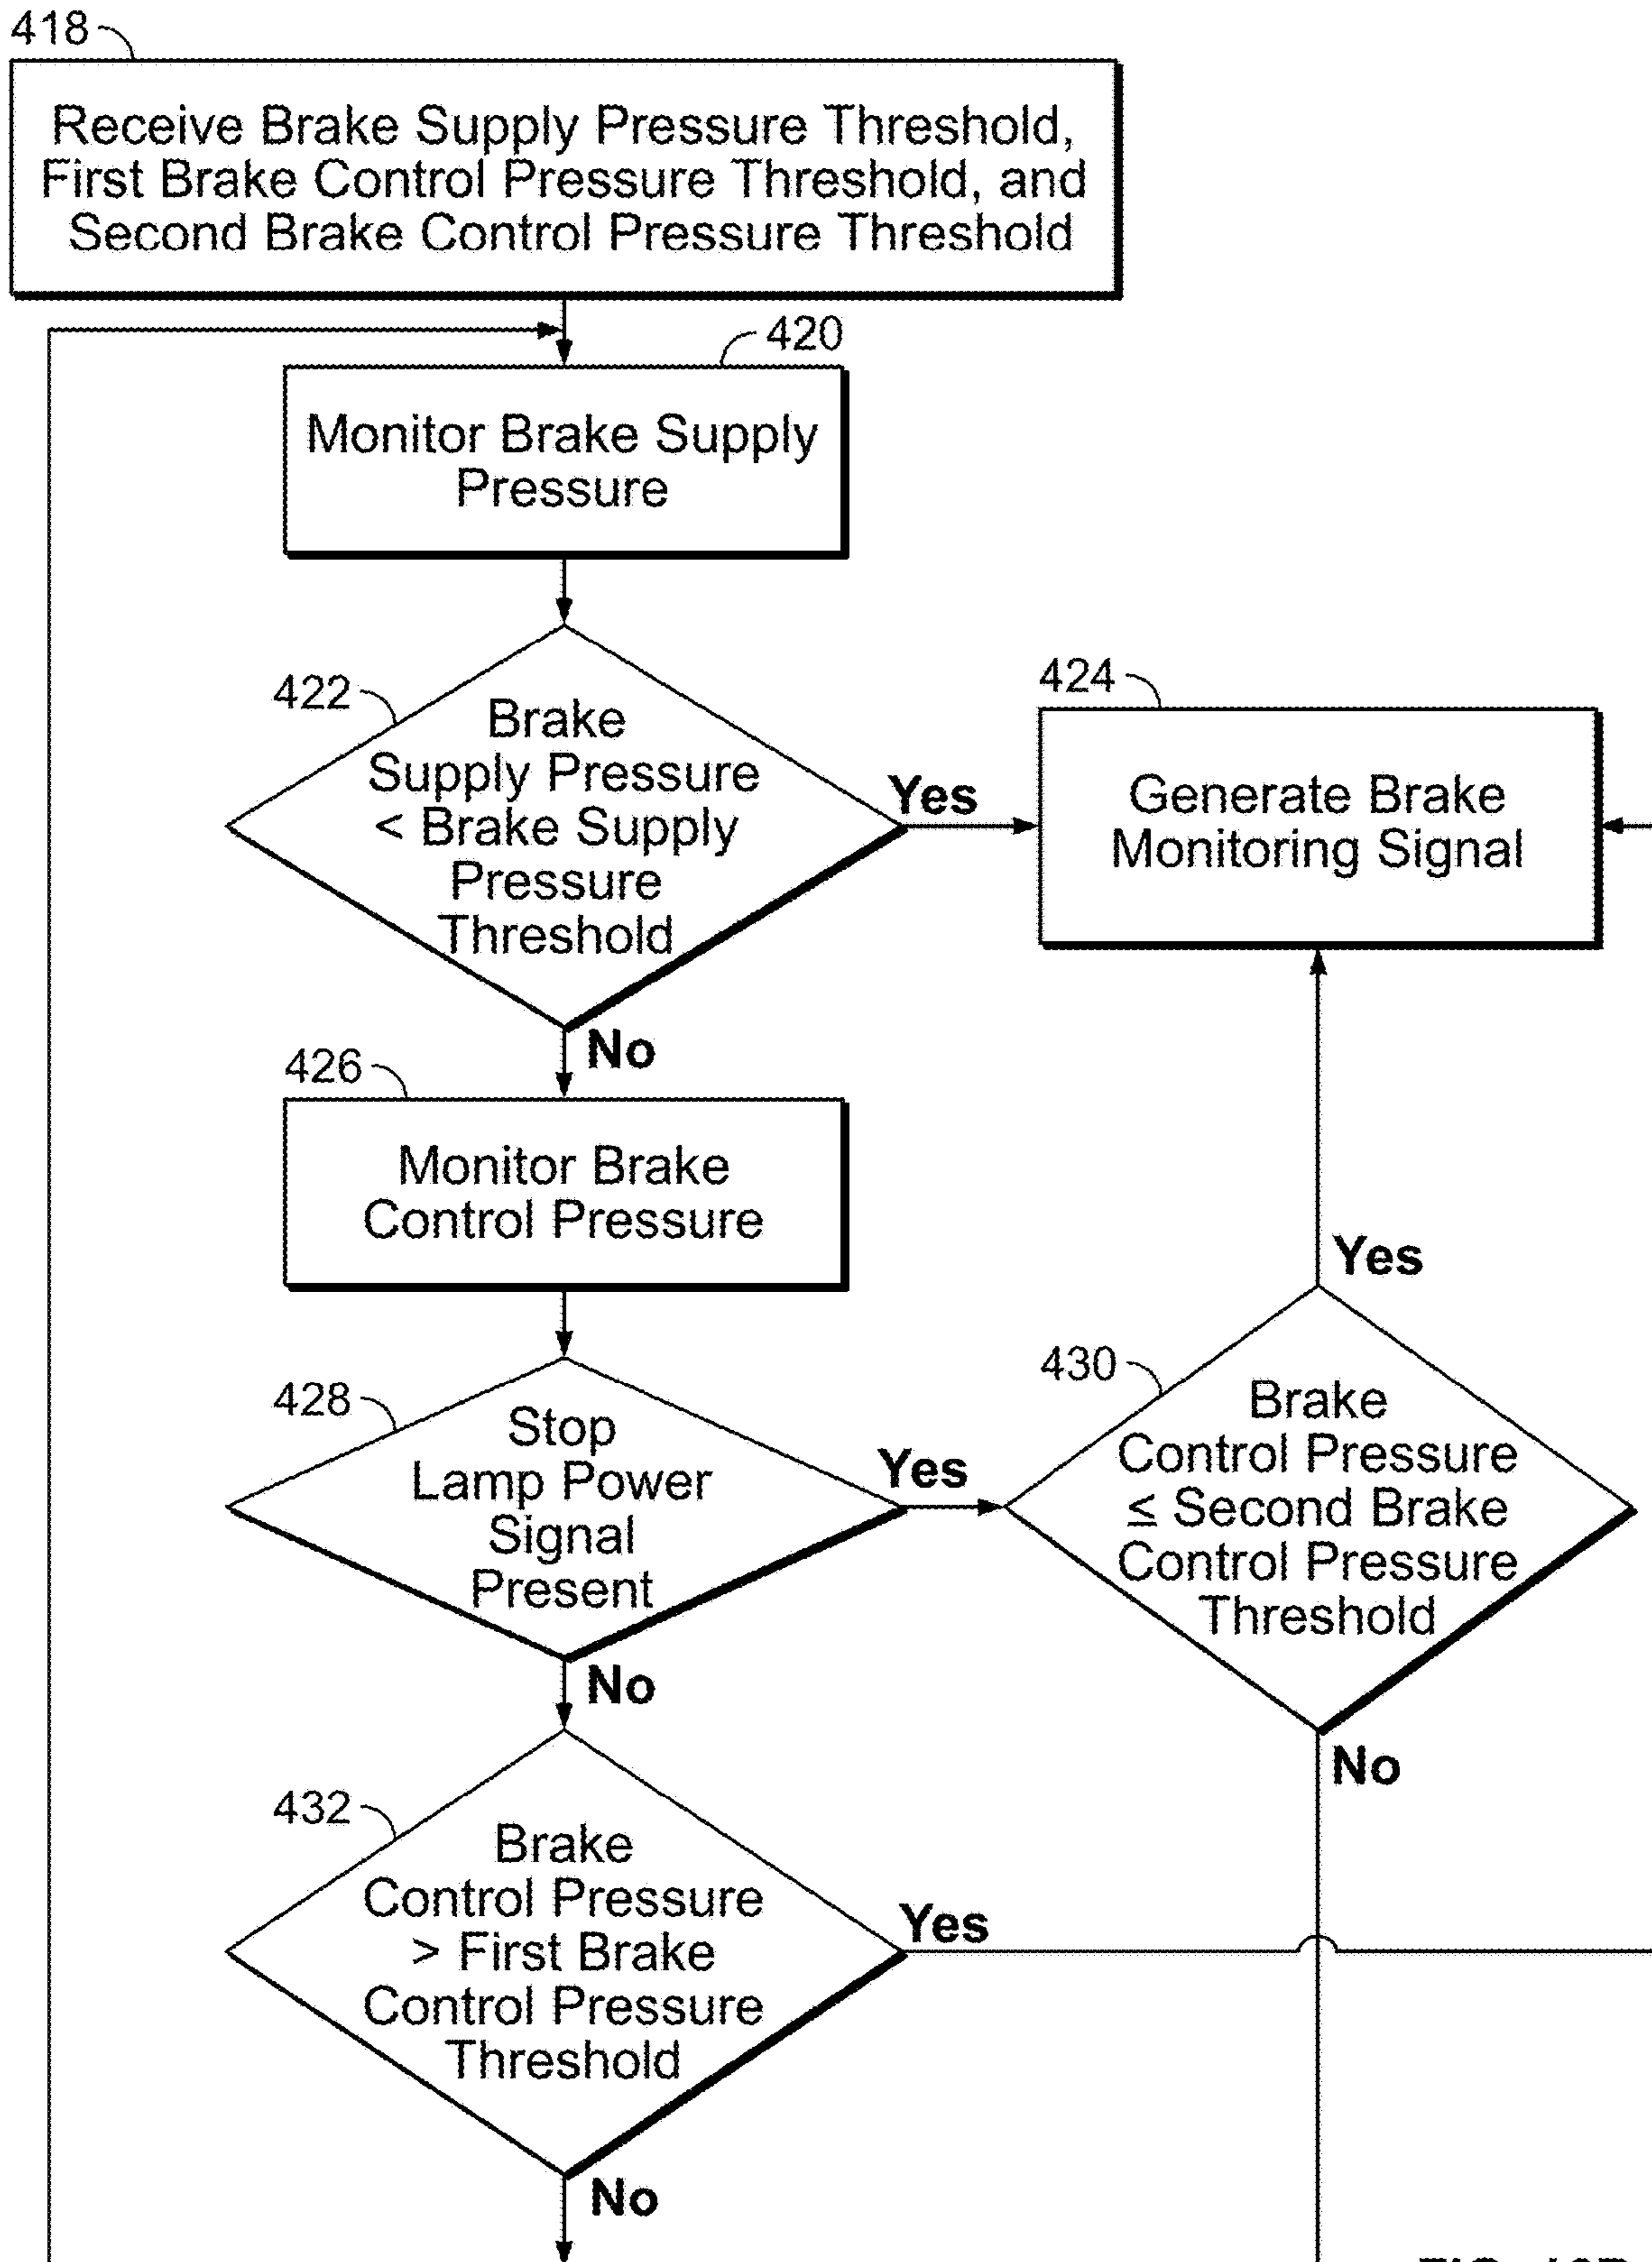 418
Receive Brake Supply Pressure Threshold,
First Brake Control Pressure Threshold, and
Second Brake Control Pressure Threshold
420
Monitor Brake Supply
Pressure
422
Brake
Supply Pressure
< Brake Supply
Pressure
Threshold
Yes
424
Generate Brake
Monitoring Signal
No
426
Monitor Brake
Control Pressure
428
Stop
Lamp Power
Signal
Present
Yes
430
Brake
Control Pressure
≤ Second Brake
Control Pressure
Threshold
Yes
No
No
432
Brake
Control Pressure
> First Brake
Control Pressure
Threshold
Yes
No